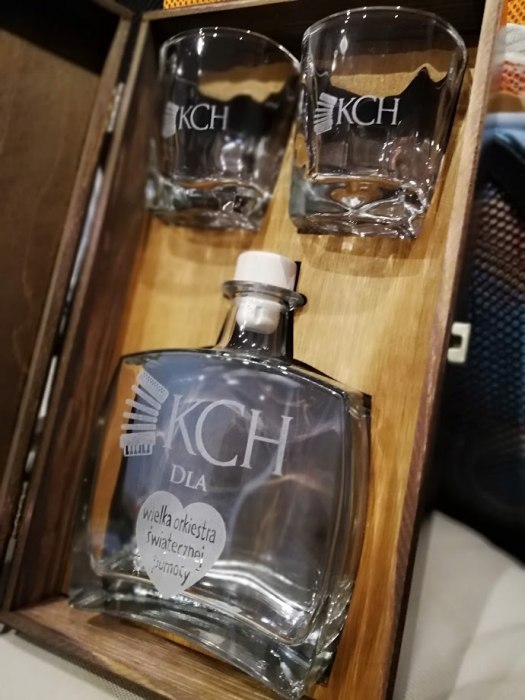 KCH
KCH
KCH
DLA
wielka orkiestra
świątecznej
pomocy